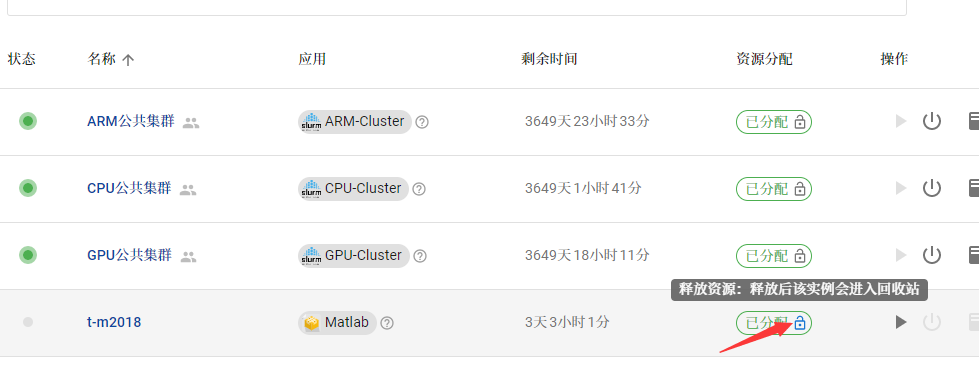 状态 名称 应用 剩余时间 资源分配 操作
ARM公共集群 slurm ARM-Cluster 3649天23小时33分 已分配
CPU公共集群 slurm CPU-Cluster 3649天1小时41分 已分配
GPU公共集群 slurm GPU-Cluster 3649天18小时11分 已分配
释放资源：释放后该实例会进入回收站
t-m2018 Matlab 3天3小时1分 已分配